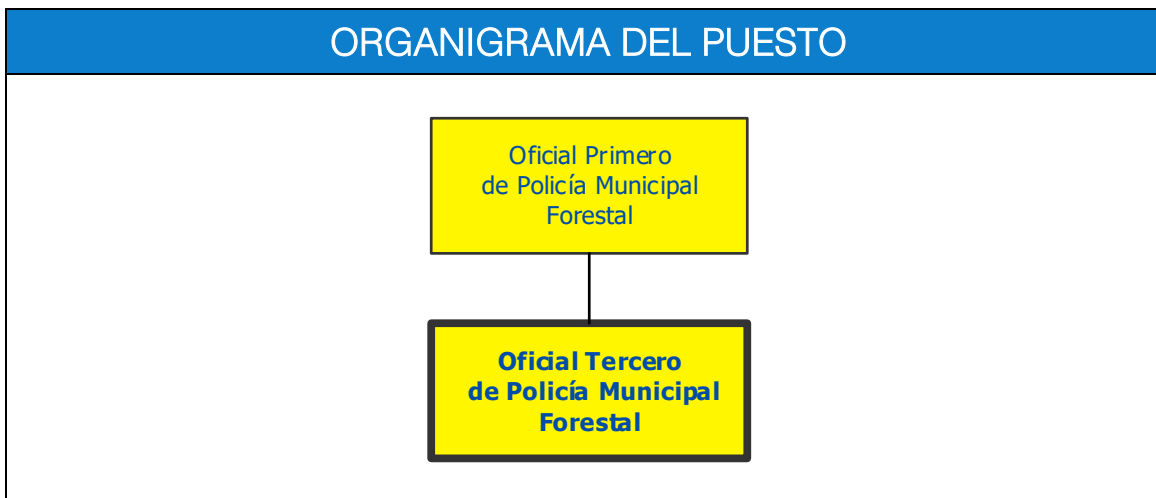 ORGANIGRAMA DEL PUESTO
Oficial Primero
de Policía Municipal
Forestal
Oficial Tercero
de Policía Municipal
Forestal